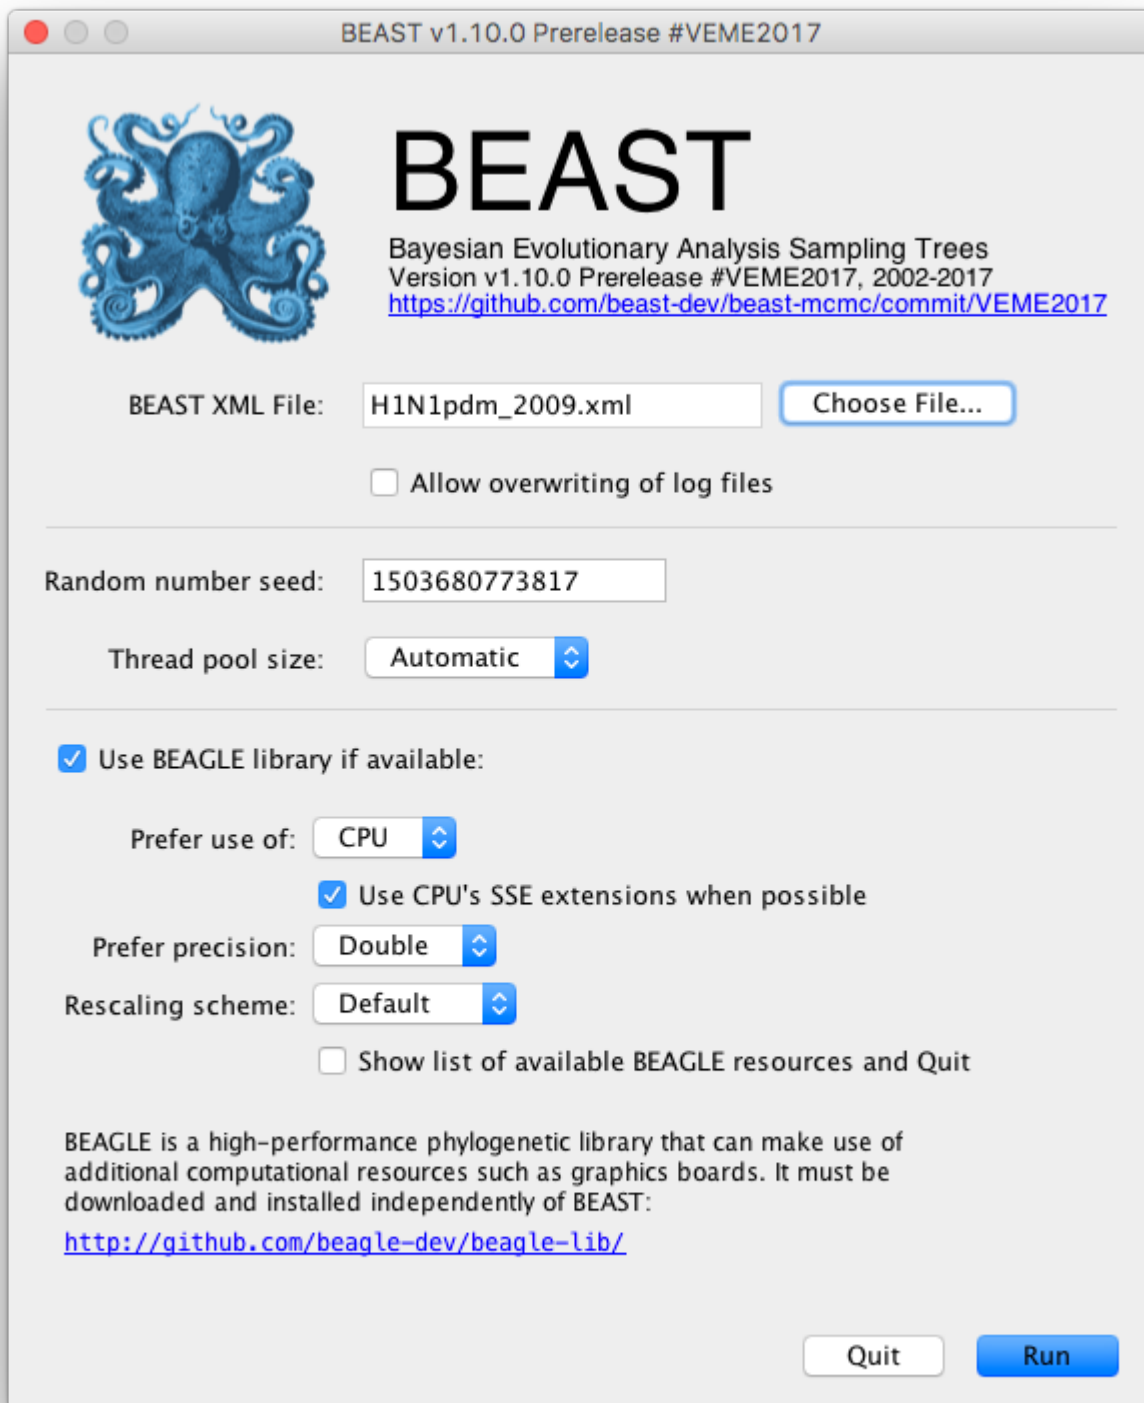 BEAST v1.10.0 Prerelease #VEME2017
BEAST
Bayesian Evolutionary Analysis Sampling Trees
Version v1.10.0 Prerelease #VEME2017, 2002-2017
https://github.com/beast-dev/beast-mcmc/commit/VEME2017
BEAST XML File: H1N1pdm_2009.xml Choose File...
Allow overwriting of log files
Random number seed: 1503680773817
Thread pool size: Automatic
Use BEAGLE library if available:
Prefer use of: CPU
Use CPU's SSE extensions when possible
Prefer precision: Double
Rescaling scheme: Default
Show list of available BEAGLE resources and Quit
BEAGLE is a high-performance phylogenetic library that can make use of
additional computational resources such as graphics boards. It must be
downloaded and installed independently of BEAST:
http://github.com/beagle-dev/beagle-lib/
Quit Run